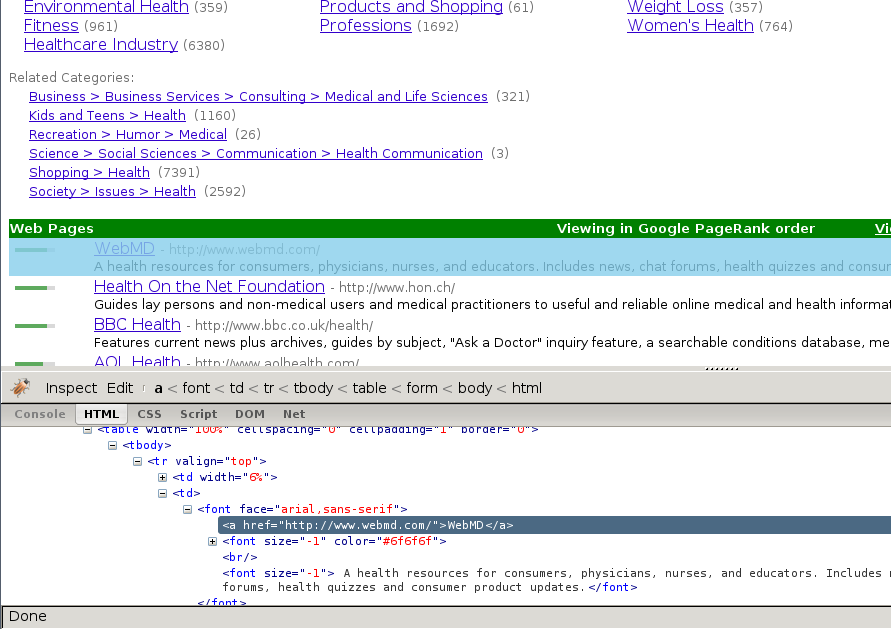 Environmental Health (359) Products and Shopping (61) Weight Loss (357)
Fitness (961) Professions (1692) Women's Health (764)
Healthcare Industry (6380)
Related Categories:
Business > Business Services > Consulting > Medical and Life Sciences (321)
Kids and Teens > Health (1160)
Recreation > Humor > Medical (26)
Science > Social Sciences > Communication > Health Communication (3)
Shopping > Health (7391)
Society > Issues > Health (2592)
Web Pages Viewing in Google PageRank order Vi
WebMD - http://www.webmd.com/
A health resources for consumers, physicians, nurses, and educators. Includes news, chat forums, health quizzes and consur
Health On the Net Foundation - http://www.hon.ch/
Guides lay persons and non-medical users and medical practitioners to useful and reliable online medical and health informat
BBC Health - http://www.bbc.co.uk/health/
Features current news plus archives, guides by subject, "Ask a Doctor" inquiry feature, a searchable conditions database, me
AOL Health - http://www.aolhealth.com/
Inspect Edit a < font < td < tr < tbody < table < form < body < html
Console HTML CSS Script DOM Net
<table width="100%" cellspacing="0" cellpadding="1" border="0">
<tbody>
<tr valign="top">
<td width="6%">
<td>
<font face="arial,sans-serif">
<a href="http://www.webmd.com/">WebMD</a>
<font size="-1" color="#6f6f6f">
<br/>
<font size="-1"> A health resources for consumers, physicians, nurses, and educators. Includes
forums, health quizzes and consumer product updates.</font>
</font>
Done